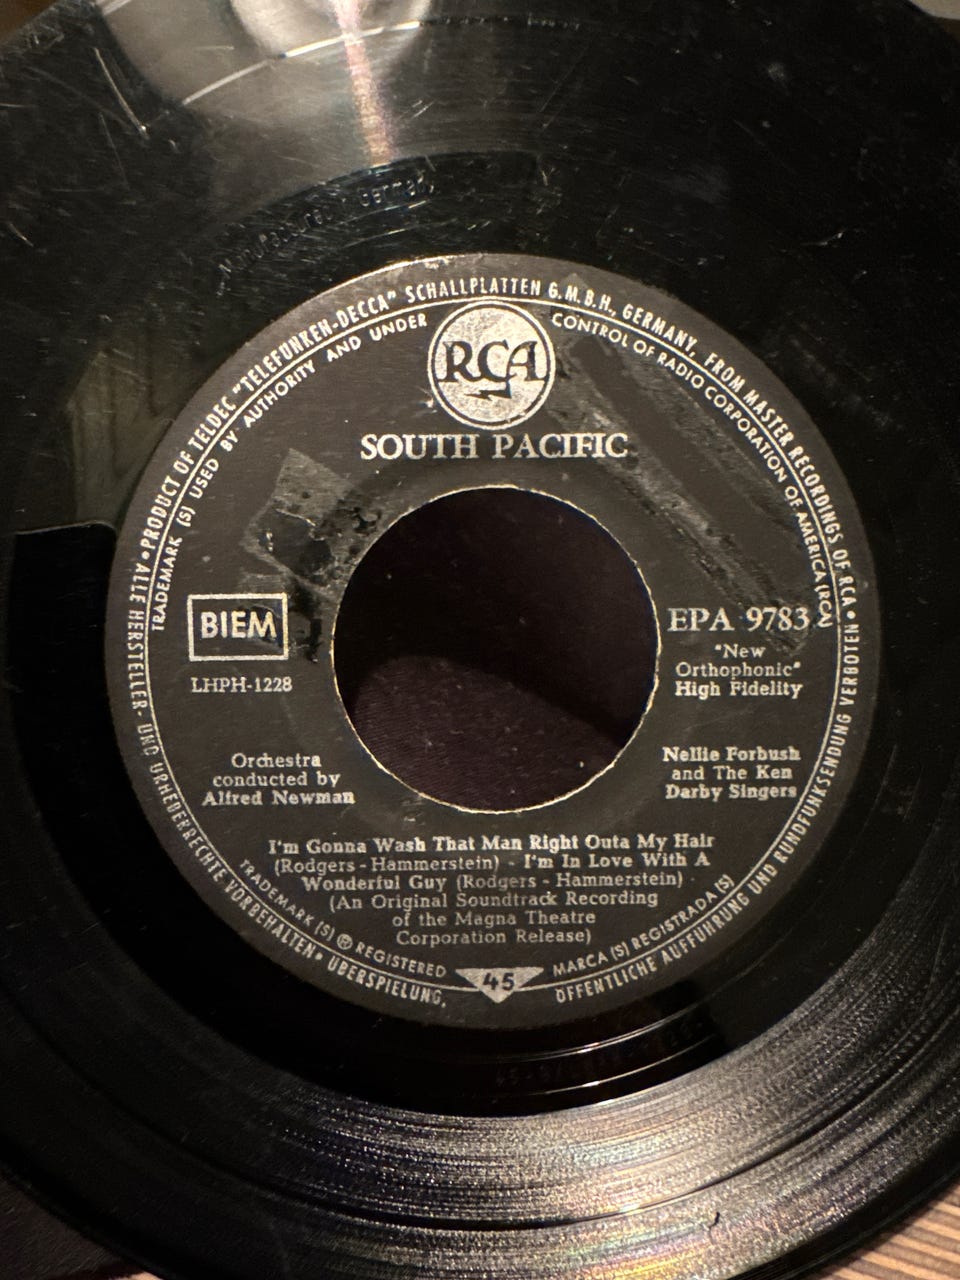 Manufactured in Germany
• PRODUCT OF TELDEC "TELEFUNKEN-DECCA" SCHALLPLATTEN G.M.B.H., GERMANY, FROM MASTER RECORDINGS OF RCA •
TRADEMARK (S) USED BY AUTHORITY AND UNDER CONTROL OF RADIO CORPORATION OF AMERICA (RCA)
RCA
SOUTH PACIFIC
BIEM
LHPH-1228
EPA 9783
"New
Orthophonic"
High Fidelity
Orchestra
conducted by
Alfred Newman
Nellie Forbush
and The Ken
Darby Singers
I'm Gonna Wash That Man Right Outa My Hair
(Rodgers - Hammerstein) - I'm In Love With A
Wonderful Guy (Rodgers - Hammerstein)
(An Original Soundtrack Recording
of the Magna Theatre
Corporation Release)
TRADEMARK (S) ® REGISTERED
45
MARCA (S) REGISTRADA (S)
ALLE HERSTELLER- UND URHEBERRECHTE VORBEHALTEN • ÜBERSPIELUNG, ÖFFENTLICHE AUFFÜHRUNG UND RUNDFUNKSENDUNG VERBOTEN